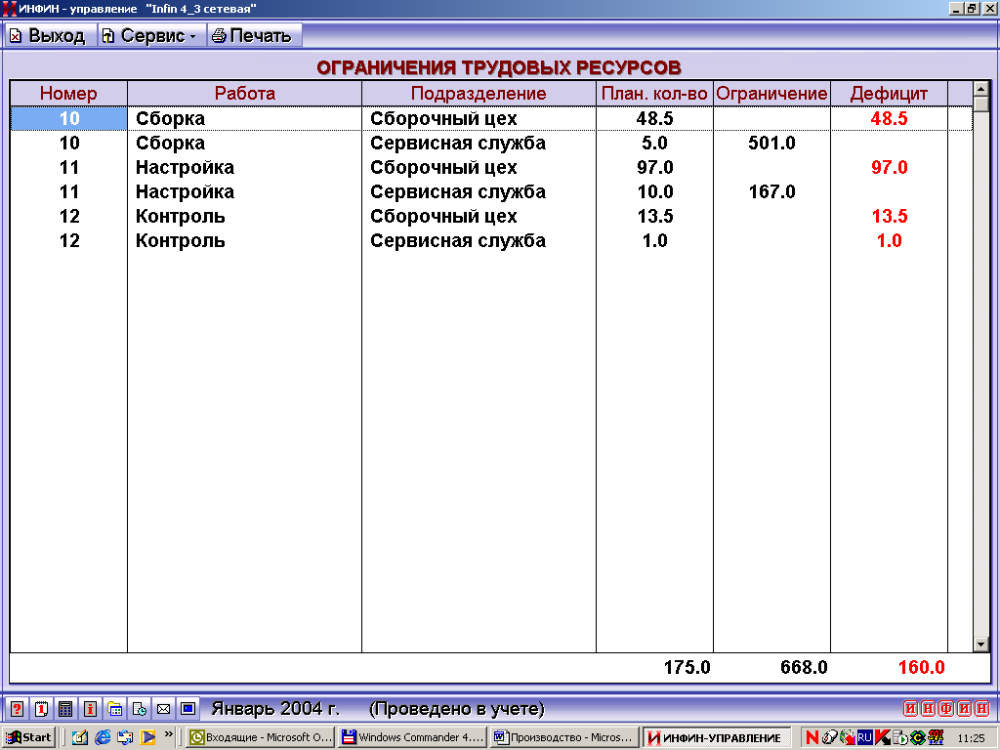 ИНФИН - управление "Infin 4_3 сетевая"
Выход Сервис Печать
ОГРАНИЧЕНИЯ ТРУДОВЫХ РЕСУРСОВ
Номер Работа Подразделение План. кол-во Ограничение Дефицит
10 Сборка Сборочный цех 48.5 48.5
10 Сборка Сервисная служба 5.0 501.0
11 Настройка Сборочный цех 97.0 97.0
11 Настройка Сервисная служба 10.0 167.0
12 Контроль Сборочный цех 13.5 13.5
12 Контроль Сервисная служба 1.0 1.0
175.0 668.0 160.0
Январь 2004 г. (Проведено в учете) ИНФИН
Start » Входящие - Microsoft O... Windows Commander 4.... Производство - Micros... ИНФИН-УПРАВЛЕНИЕ N RU K 11:25